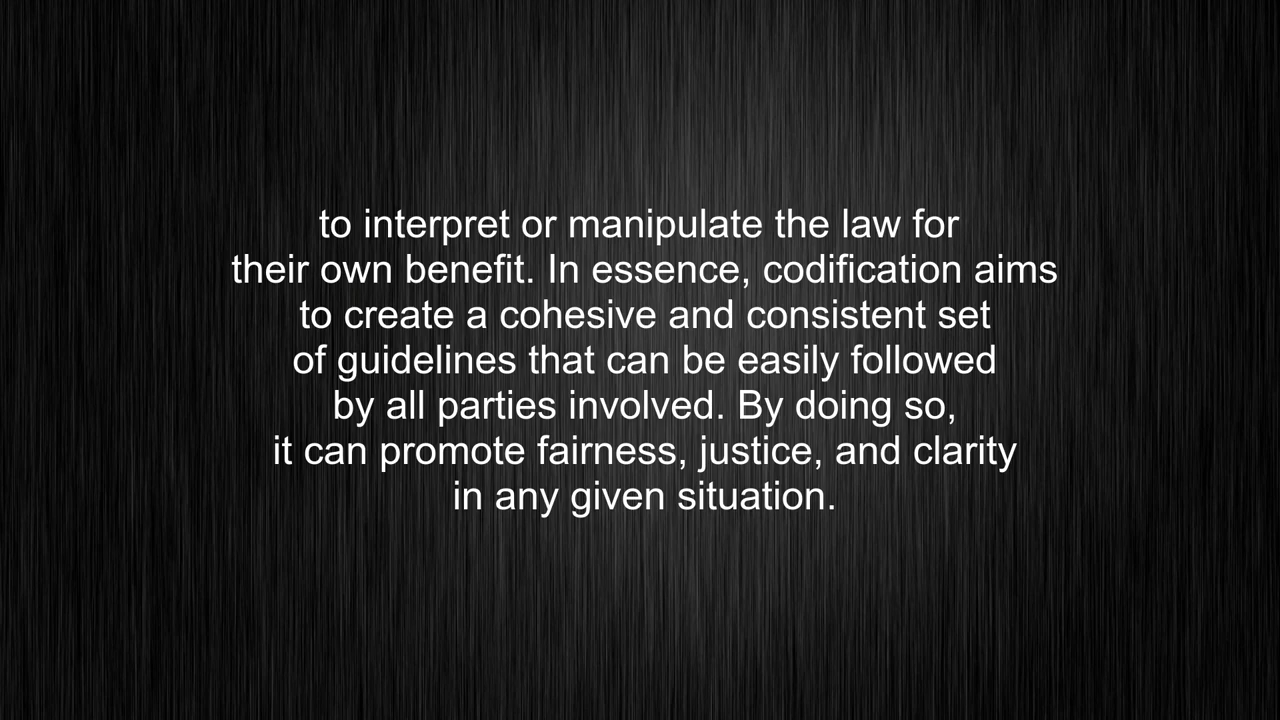 to interpret or manipulate the law for
their own benefit. In essence, codification aims
to create a cohesive and consistent set
of guidelines that can be easily followed
by all parties involved. By doing so,
it can promote fairness, justice, and clarity
in any given situation.